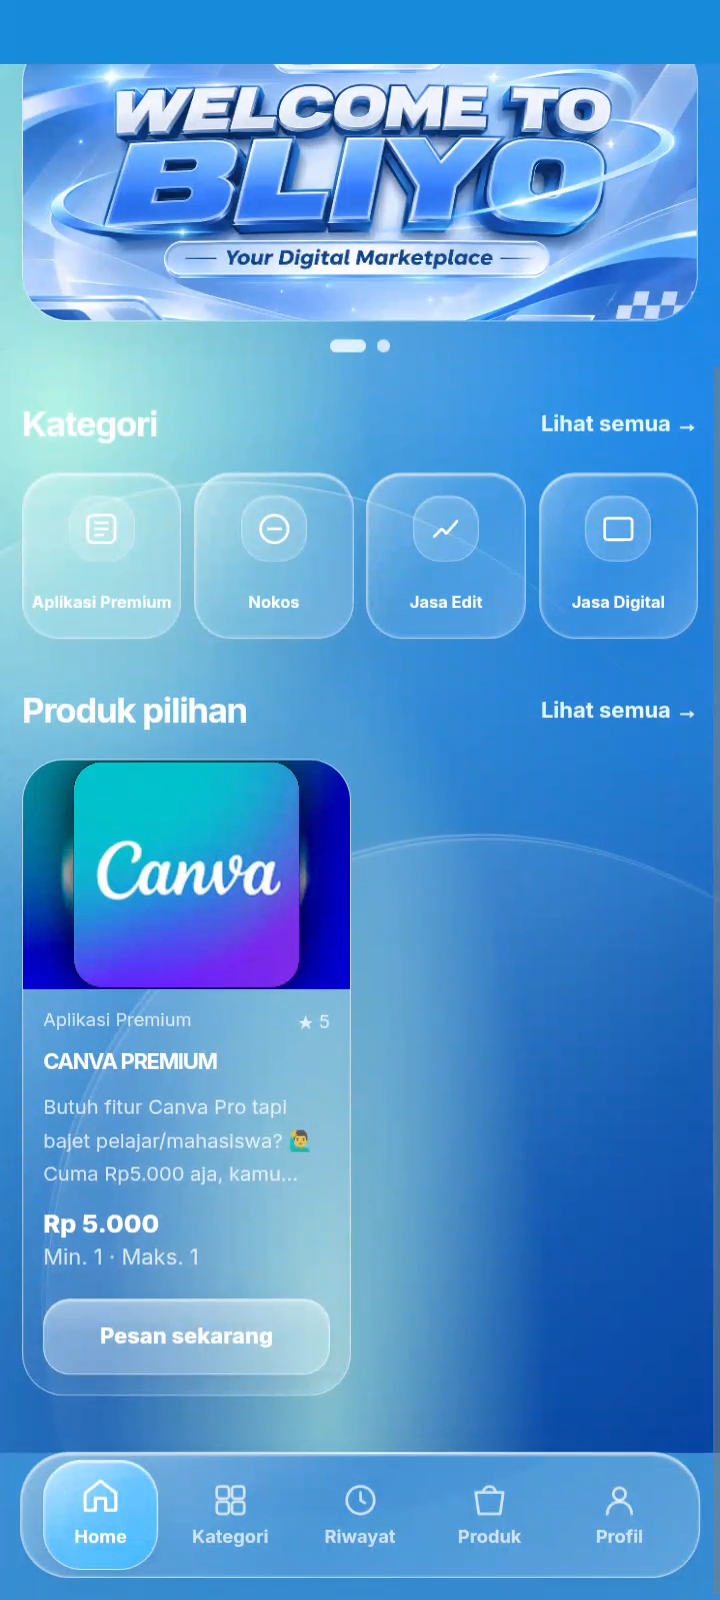 WELCOME TO
BLIYO
Your Digital Marketplace
Kategori
Lihat semua →
Aplikasi Premium
Nokos
Jasa Edit
Jasa Digital
Produk pilihan
Lihat semua →
Canva
Aplikasi Premium
★ 5
CANVA PREMIUM
Butuh fitur Canva Pro tapi
bajet pelajar/mahasiswa? 🙋‍♂️
Cuma Rp5.000 aja, kamu...
Rp 5.000
Min. 1 · Maks. 1
Pesan sekarang
Home
Kategori
Riwayat
Produk
Profil